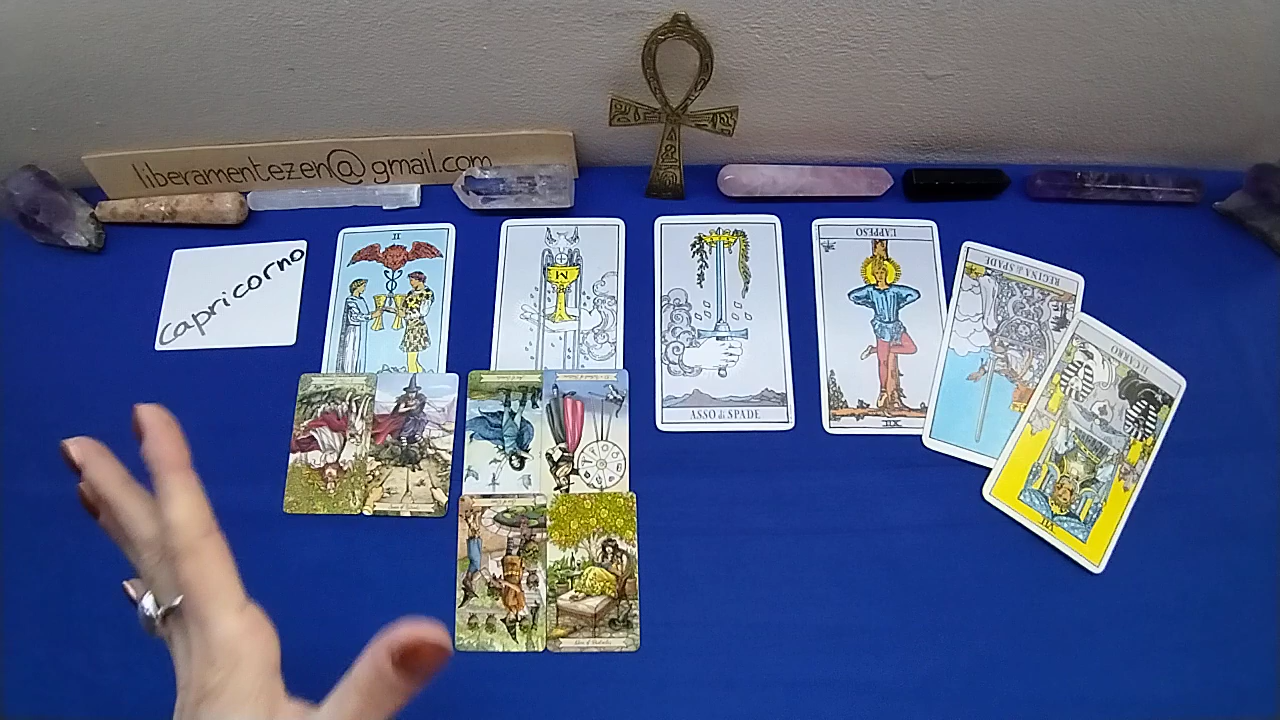 liberamentezen@gmail.com
capricorno
II
ASSO di SPADE
L'APPESO
XII
REGINA di SPADE
IL CARRO
VII